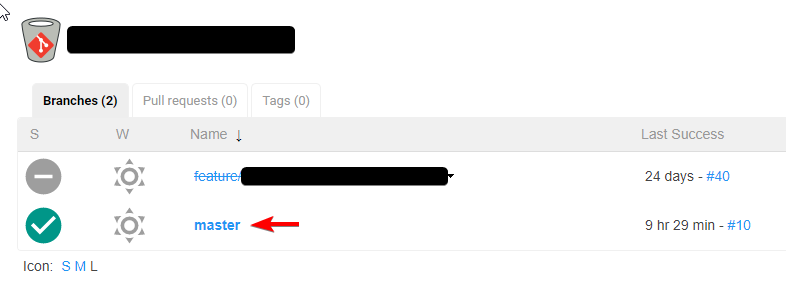 Branches (2) Pull requests (0) Tags (0)
S W Name ↓ Last Success
feature/ 24 days - #40
master 9 hr 29 min - #10
Icon: S M L